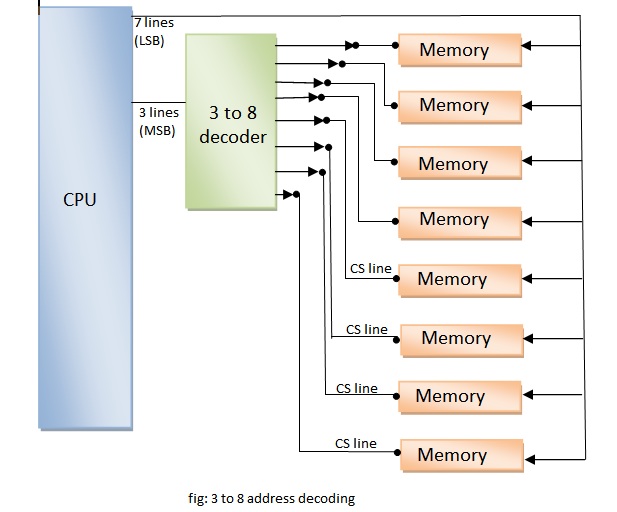 7 lines
(LSB)
3 lines
(MSB)
CPU
3 to 8
decoder
Memory
Memory
Memory
Memory
CS line
Memory
CS line
Memory
CS line
Memory
CS line
Memory
fig: 3 to 8 address decoding